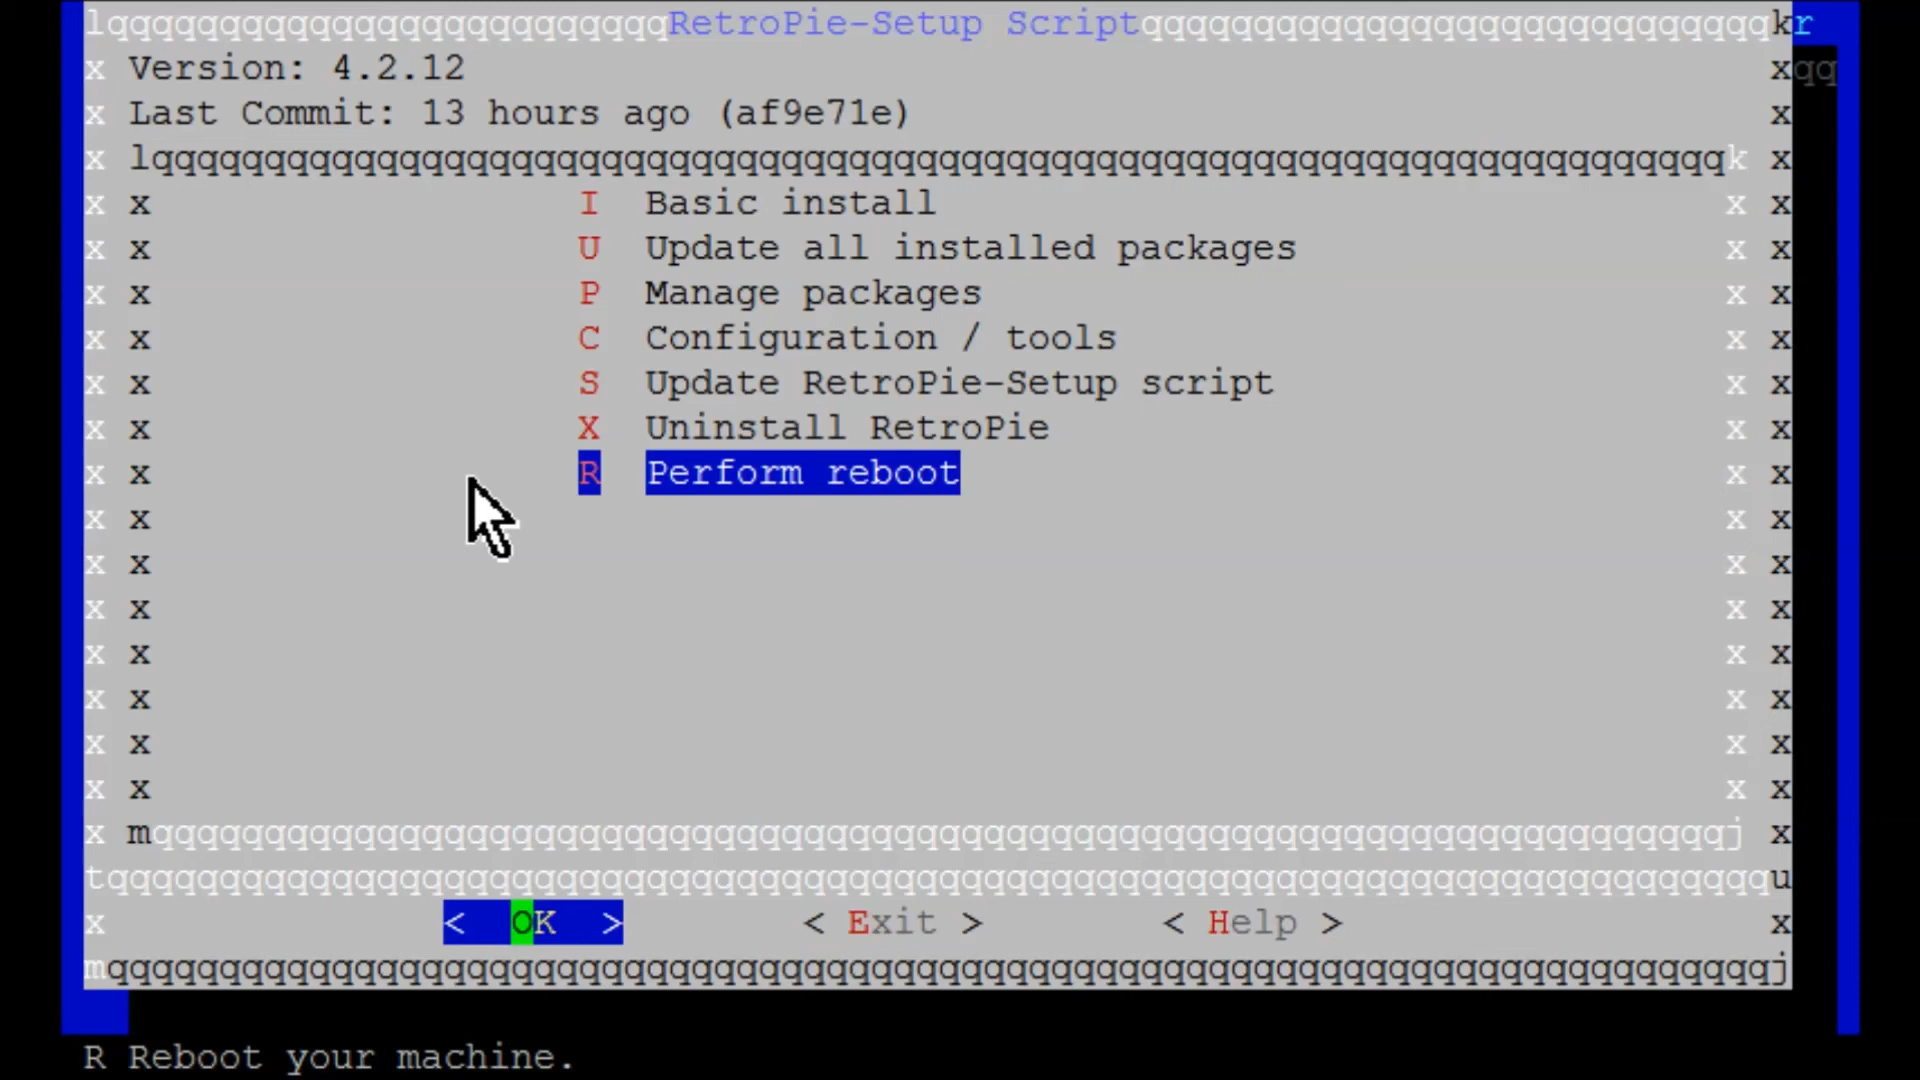 RetroPie-Setup Script
r
Version: 4.2.12
qq
Last Commit: 13 hours ago (af9e71e)
I Basic install
U Update all installed packages
P Manage packages
C Configuration / tools
S Update RetroPie-Setup script
X Uninstall RetroPie
R Perform reboot
< OK > < Exit > < Help >
R Reboot your machine.